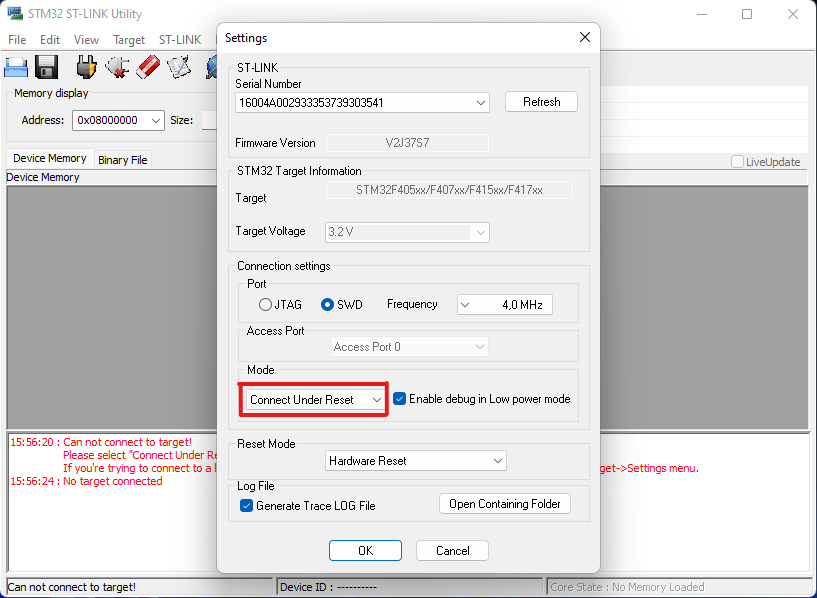 STM32 ST-LINK Utility
File Edit View Target ST-LINK
Memory display
Address: 0x08000000 Size:
Device Memory Binary File
LiveUpdate
Device Memory
Settings
ST-LINK
Serial Number
16004A002933353739303541 Refresh
Firmware Version V2J37S7
STM32 Target Information
Target STM32F405xx/F407xx/F415xx/F417xx
Target Voltage 3.2 V
Connection settings
Port
JTAG SWD Frequency 4,0 MHz
Access Port
Access Port 0
Mode
Connect Under Reset Enable debug in Low power mode
Reset Mode
Hardware Reset
Log File
Generate Trace LOG File Open Containing Folder
OK Cancel
15:56:20 : Can not connect to target!
Please select "Connect Under Re
If you're trying to connect to a l get->Settings menu.
15:56:24 : No target connected
Can not connect to target! Device ID : ---------- Core State : No Memory Loaded